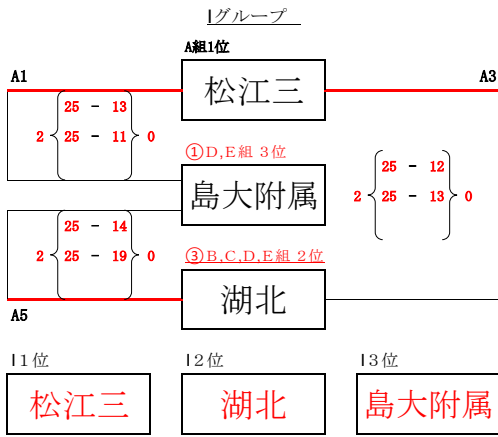 Ⅰグループ
A組1位
A1
松江三
A3
25 - 13
2 25 - 11 0
①D,E組 3位
島大附属
25 - 12
2 25 - 13 0
25 - 14
2 25 - 19 0
③B,C,D,E組 2位
湖北
A5
Ⅰ1位
Ⅰ2位
Ⅰ3位
松江三
湖北
島大附属